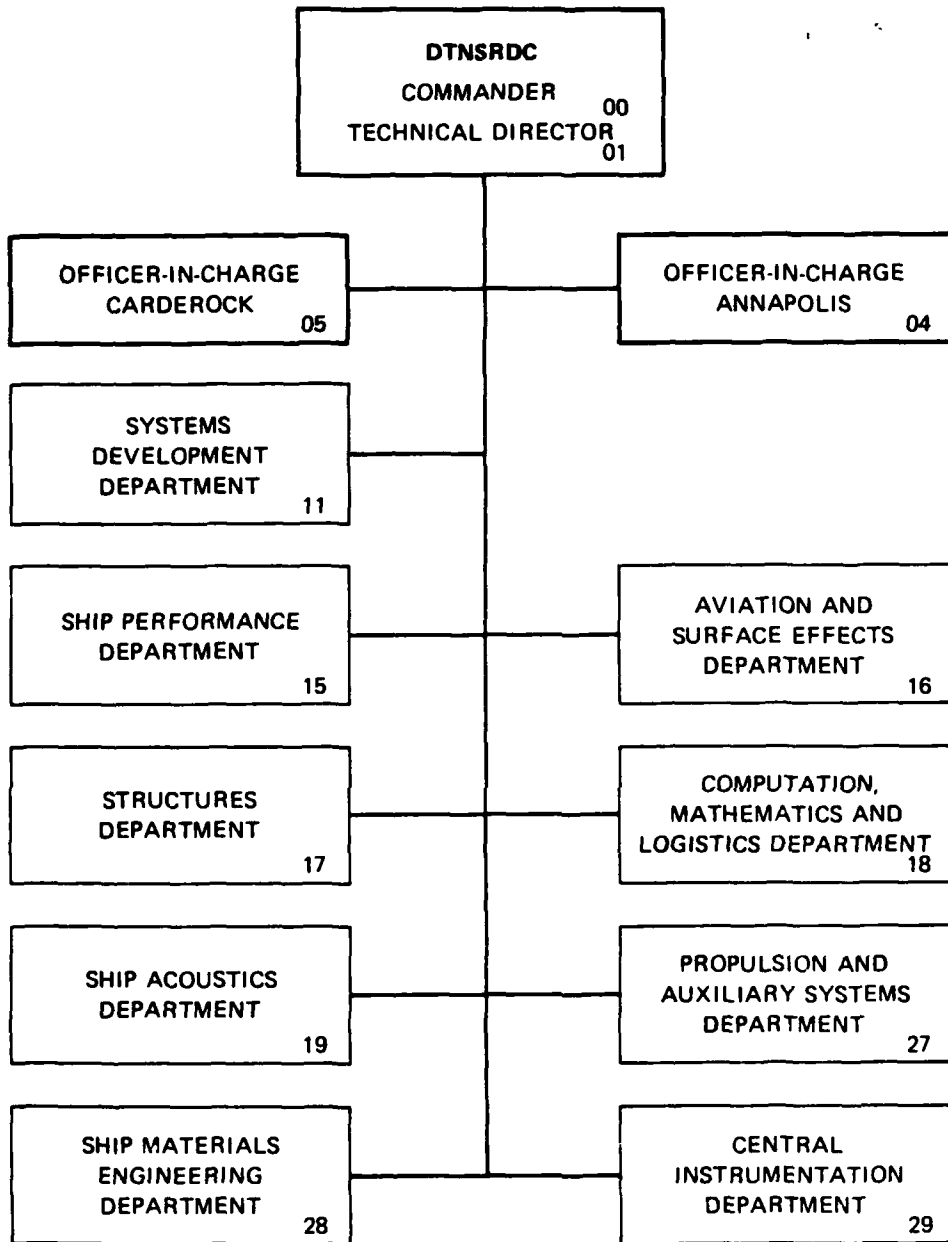 DTNSRDC
COMMANDER
00
TECHNICAL DIRECTOR
01
OFFICER-IN-CHARGE
CARDEROCK
05
OFFICER-IN-CHARGE
ANNAPOLIS
04
SYSTEMS
DEVELOPMENT
DEPARTMENT
11
SHIP PERFORMANCE
DEPARTMENT
15
AVIATION AND
SURFACE EFFECTS
DEPARTMENT
16
STRUCTURES
DEPARTMENT
17
COMPUTATION,
MATHEMATICS AND
LOGISTICS DEPARTMENT
18
SHIP ACOUSTICS
DEPARTMENT
19
PROPULSION AND
AUXILIARY SYSTEMS
DEPARTMENT
27
SHIP MATERIALS
ENGINEERING
DEPARTMENT
28
CENTRAL
INSTRUMENTATION
DEPARTMENT
29